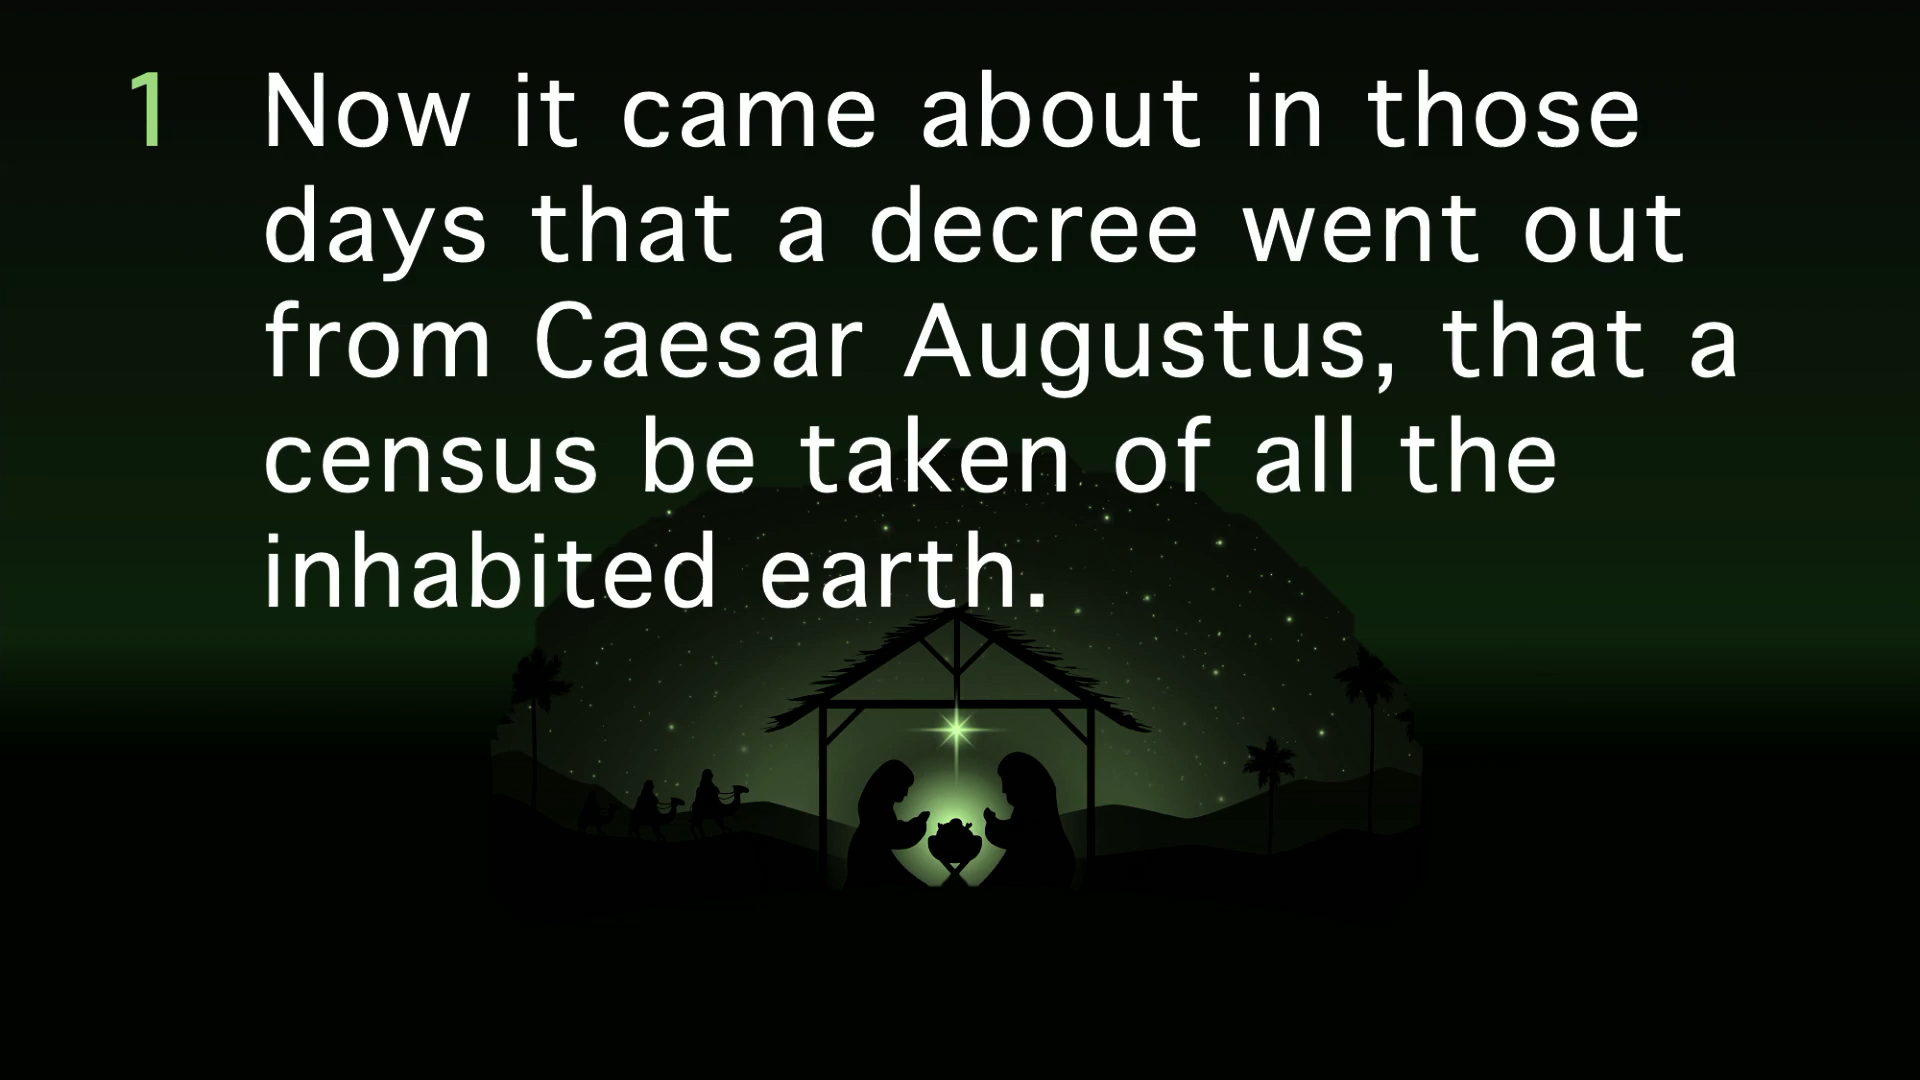 1 Now it came about in those
days that a decree went out
from Caesar Augustus, that a
census be taken of all the
inhabited earth.